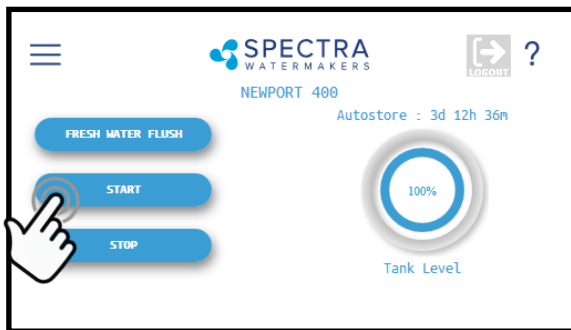 SPECTRA
WATERMAKERS
LOGOUT
?
NEWPORT 400
Autostore : 3d 12h 36m
FRESH WATER FLUSH
START
100%
STOP
Tank Level